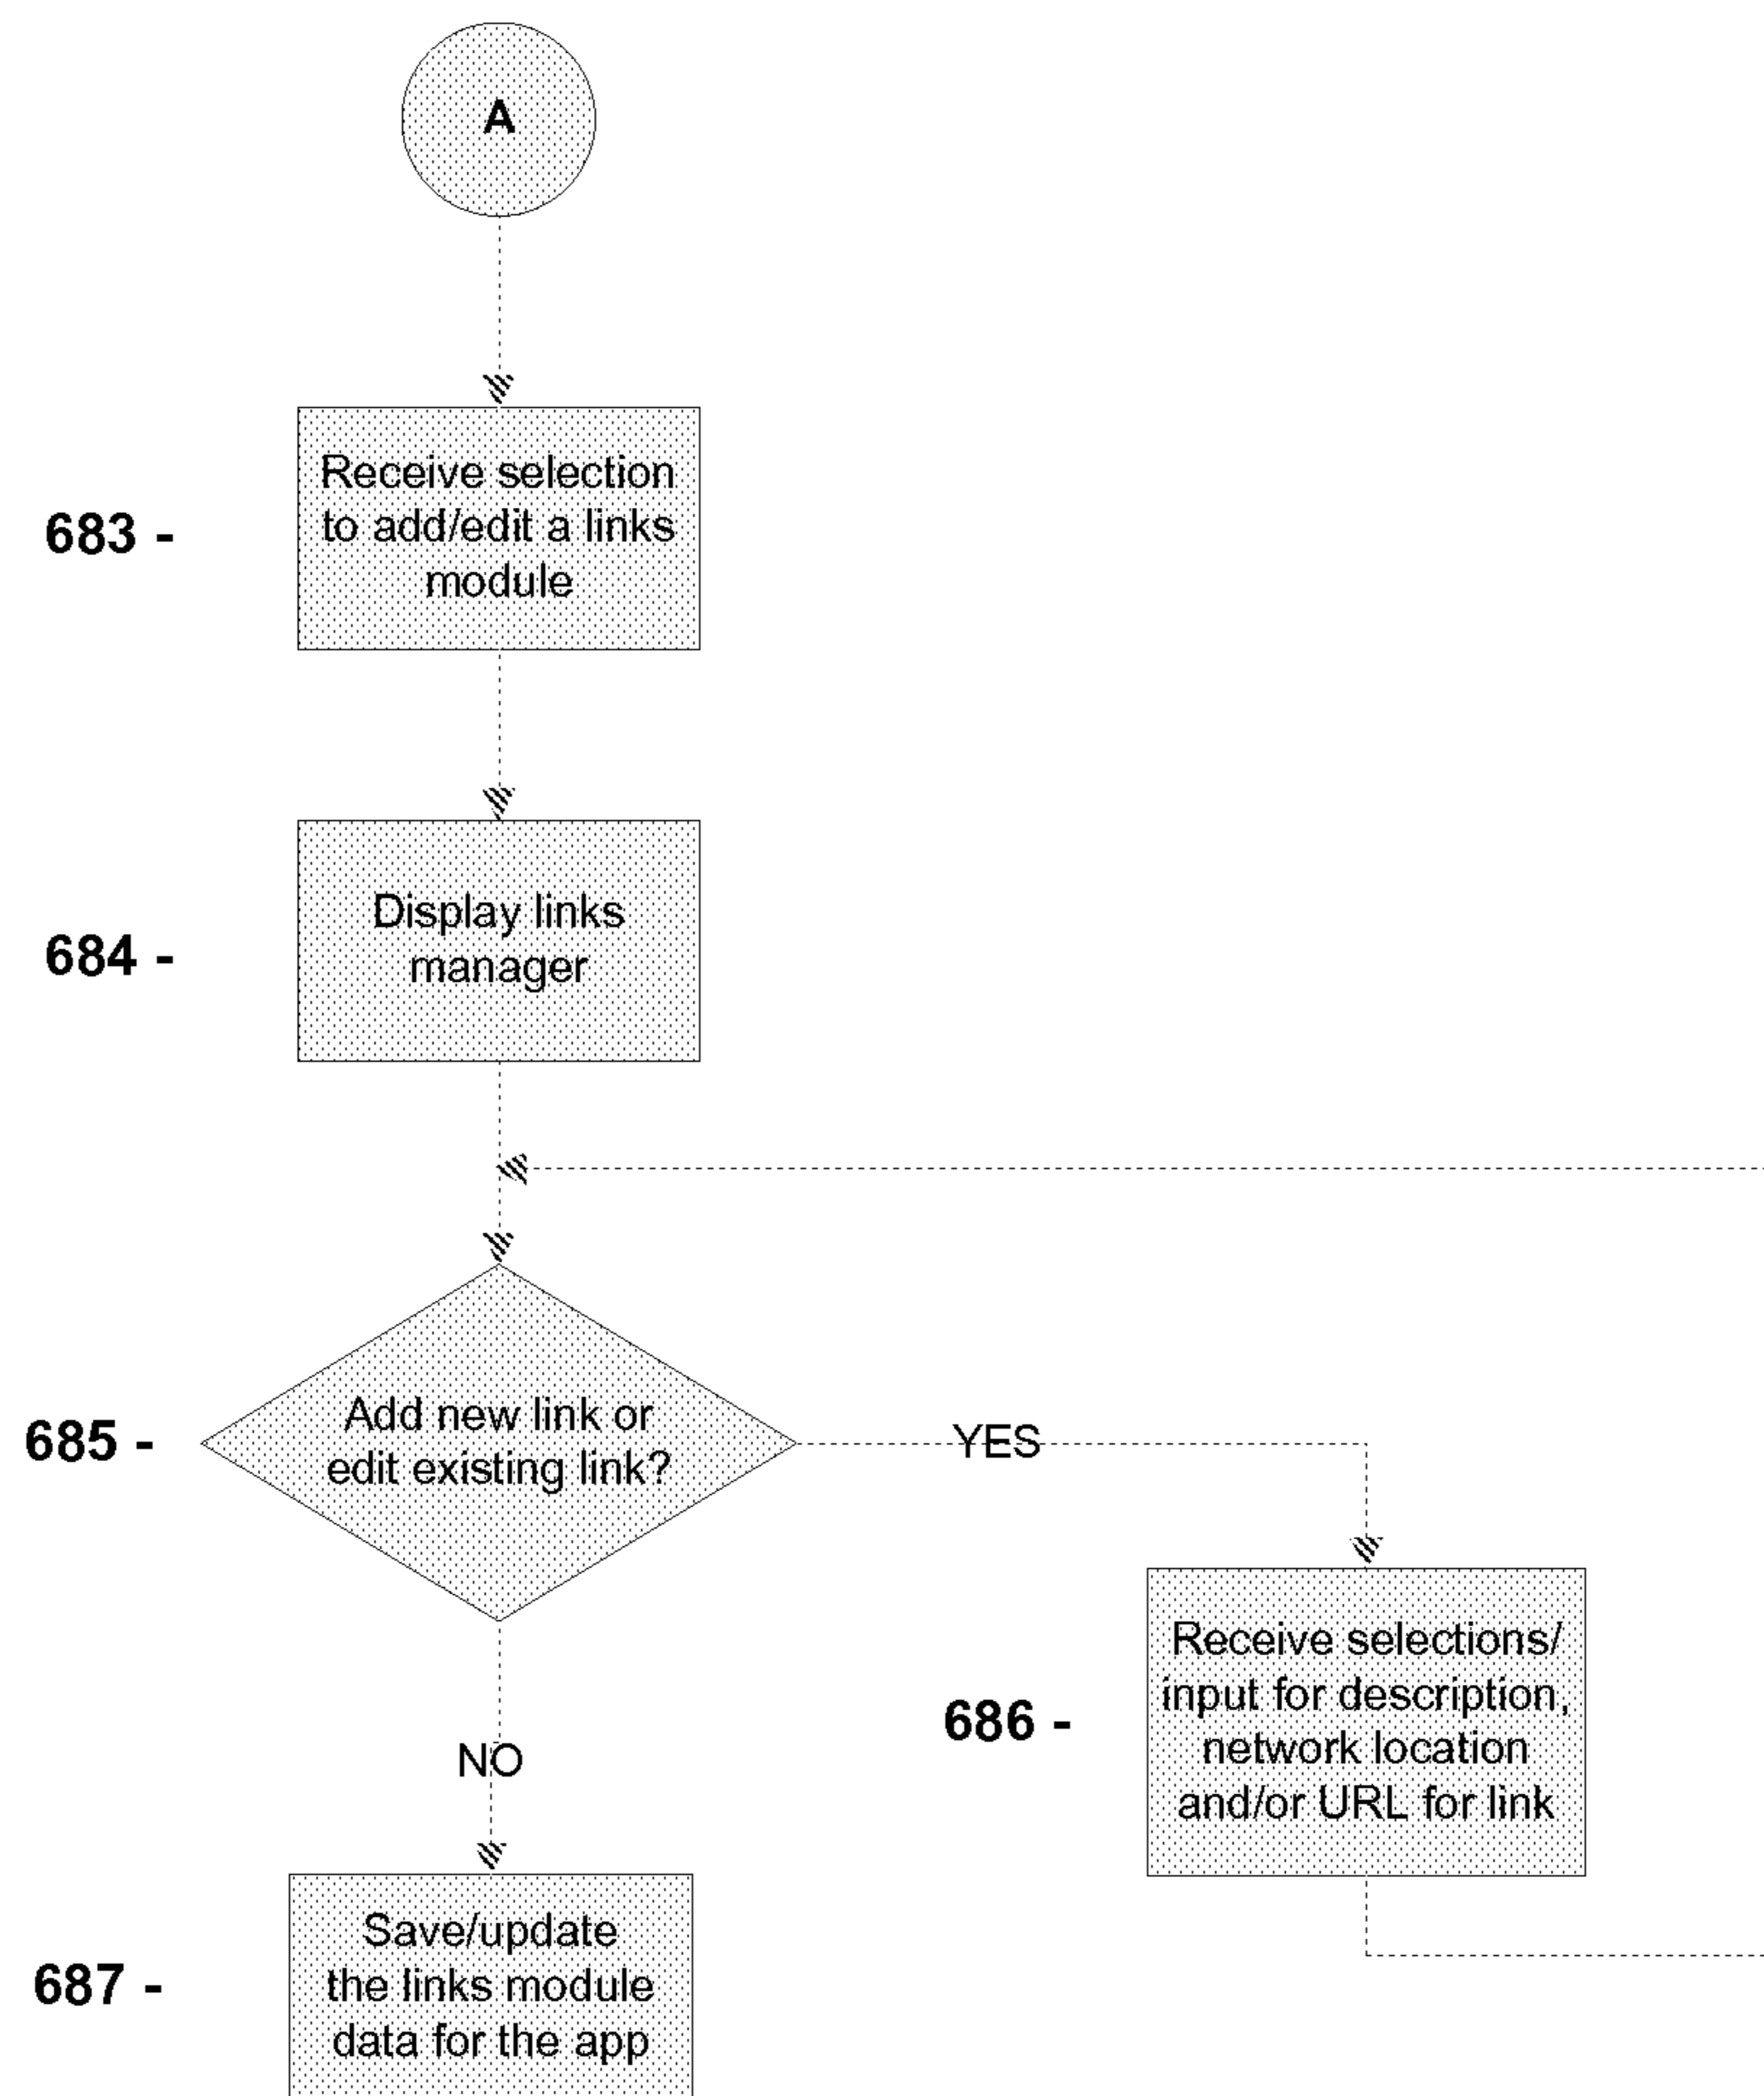 A
683 -
Receive selection
to add/edit a links
module
684 -
Display links
manager
685 -
Add new link or
edit existing link?
YES
686 -
Receive selections/
input for description,
network location
and/or URL for link
NO
687 -
Save/update
the links module
data for the app